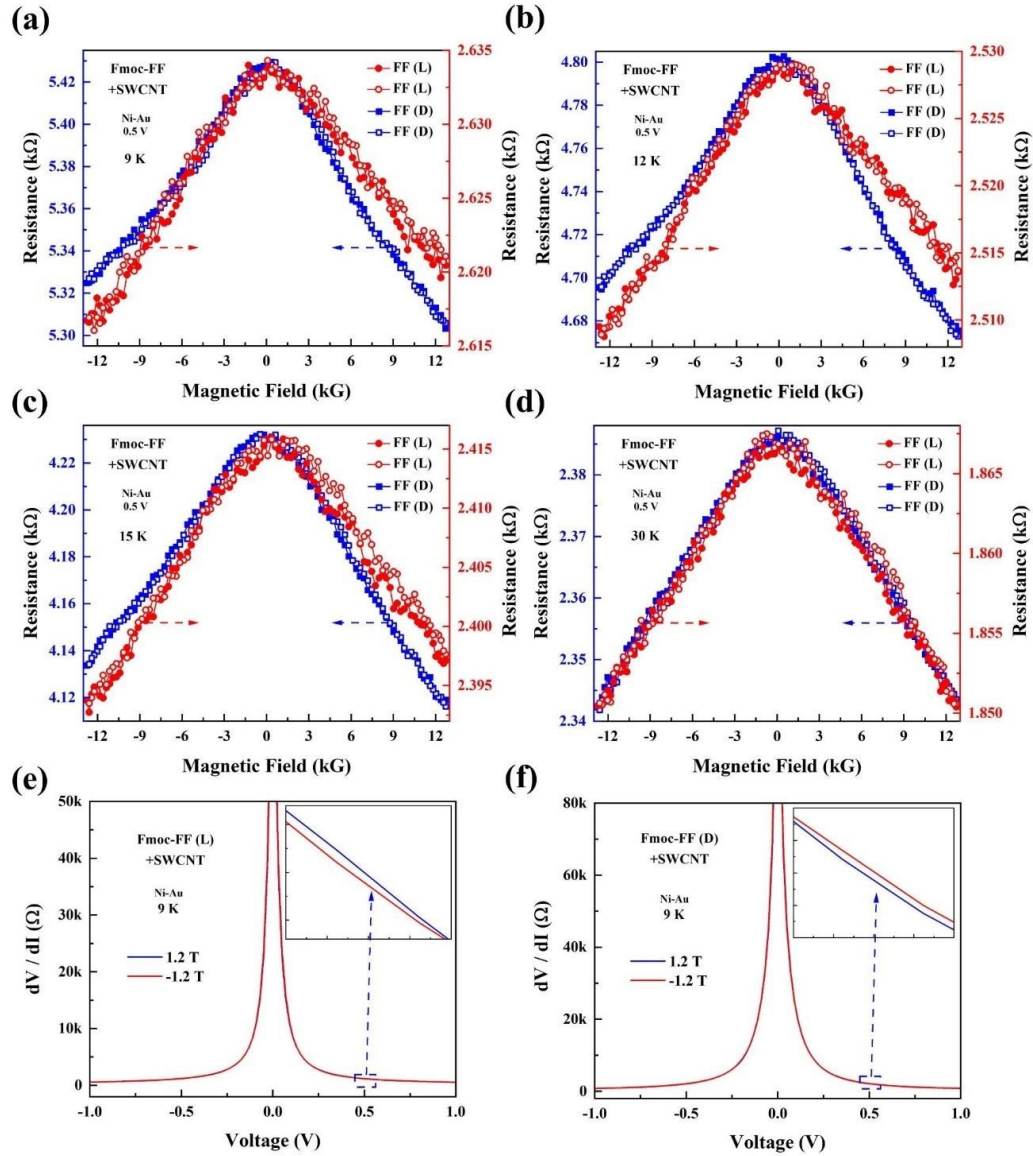 (a)
(b)
Fmoc-FF
+SWCNT
Ni-Au
0.5 V
9 K
FF (L)
FF (L)
FF (D)
FF (D)
5.42
5.40
5.38
5.36
5.34
5.32
5.30
2.635
2.630
2.625
2.620
2.615
Resistance (kΩ)
Resistance (kΩ)
-12 -9 -6 -3 0 3 6 9 12
Magnetic Field (kG)
Fmoc-FF
+SWCNT
Ni-Au
0.5 V
12 K
FF (L)
FF (L)
FF (D)
FF (D)
4.80
4.78
4.76
4.74
4.72
4.70
4.68
2.530
2.525
2.520
2.515
2.510
Resistance (kΩ)
Resistance (kΩ)
-12 -9 -6 -3 0 3 6 9 12
Magnetic Field (kG)
(c)
(d)
Fmoc-FF
+SWCNT
Ni-Au
0.5 V
15 K
FF (L)
FF (L)
FF (D)
FF (D)
4.22
4.20
4.18
4.16
4.14
4.12
2.415
2.410
2.405
2.400
2.395
Resistance (kΩ)
Resistance (kΩ)
-12 -9 -6 -3 0 3 6 9 12
Magnetic Field (kG)
Fmoc-FF
+SWCNT
Ni-Au
0.5 V
30 K
FF (L)
FF (L)
FF (D)
FF (D)
2.38
2.37
2.36
2.35
2.34
1.865
1.860
1.855
1.850
Resistance (kΩ)
Resistance (kΩ)
-12 -9 -6 -3 0 3 6 9 12
Magnetic Field (kG)
(e)
(f)
50k
40k
30k
20k
10k
0
dV / dI (Ω)
Fmoc-FF (L)
+SWCNT
Ni-Au
9 K
1.2 T
-1.2 T
-1.0 -0.5 0.0 0.5 1.0
Voltage (V)
80k
60k
40k
20k
0
dV / dI (Ω)
Fmoc-FF (D)
+SWCNT
Ni-Au
9 K
1.2 T
-1.2 T
-1.0 -0.5 0.0 0.5 1.0
Voltage (V)